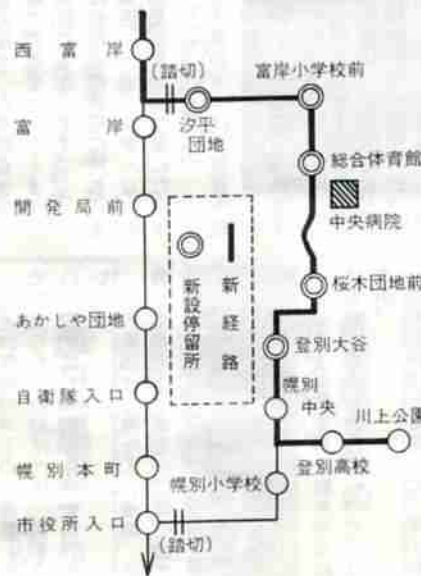 西富岸
(踏切)
富岸小学校前
汐平
団地
富岸
総合体育館
中央病院
開発局前
新設停留所
新経路
桜木団地前
あかしや団地
登別大谷
幌別
中央
自衛隊入口
川上公園
登別高校
幌別本町
幌別小学校
市役所入口
(踏切)